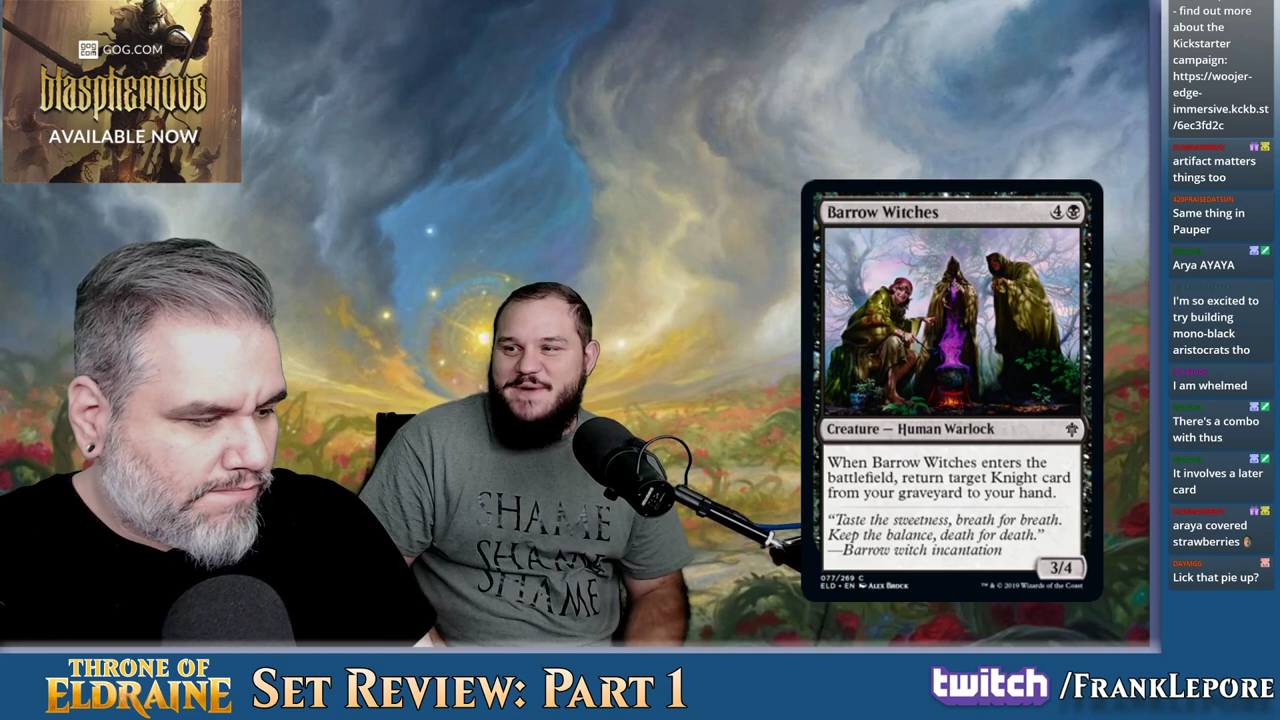 GOG.COM
blasphemous
AVAILABLE NOW
Barrow Witches 4
Creature — Human Warlock
When Barrow Witches enters the
battlefield, return target Knight card
from your graveyard to your hand.
“Taste the sweetness, breath for breath.
Keep the balance, death for death.”
—Barrow witch incantation
3/4
077/269 C
ELD • EN ALEX BROCK
™ & © 2019 Wizards of the Coast
SHAME
SHAME
SHAME
- find out more
about the
Kickstarter
campaign:
https://woojer-
edge-
immersive.kckb.st
/6ec3fd2c
artifact matters
things too
420PRAISEDATSUN
Same thing in
Pauper
Arya AYAYA
I'm so excited to
try building
mono-black
aristocrats tho
I am whelmed
There's a combo
with thus
It involves a later
card
araya covered
strawberries
DAYMGG
Lick that pie up?
THRONE OF
ELDRAINE
SET REVIEW: PART 1
twitch /FRANKLEPORE